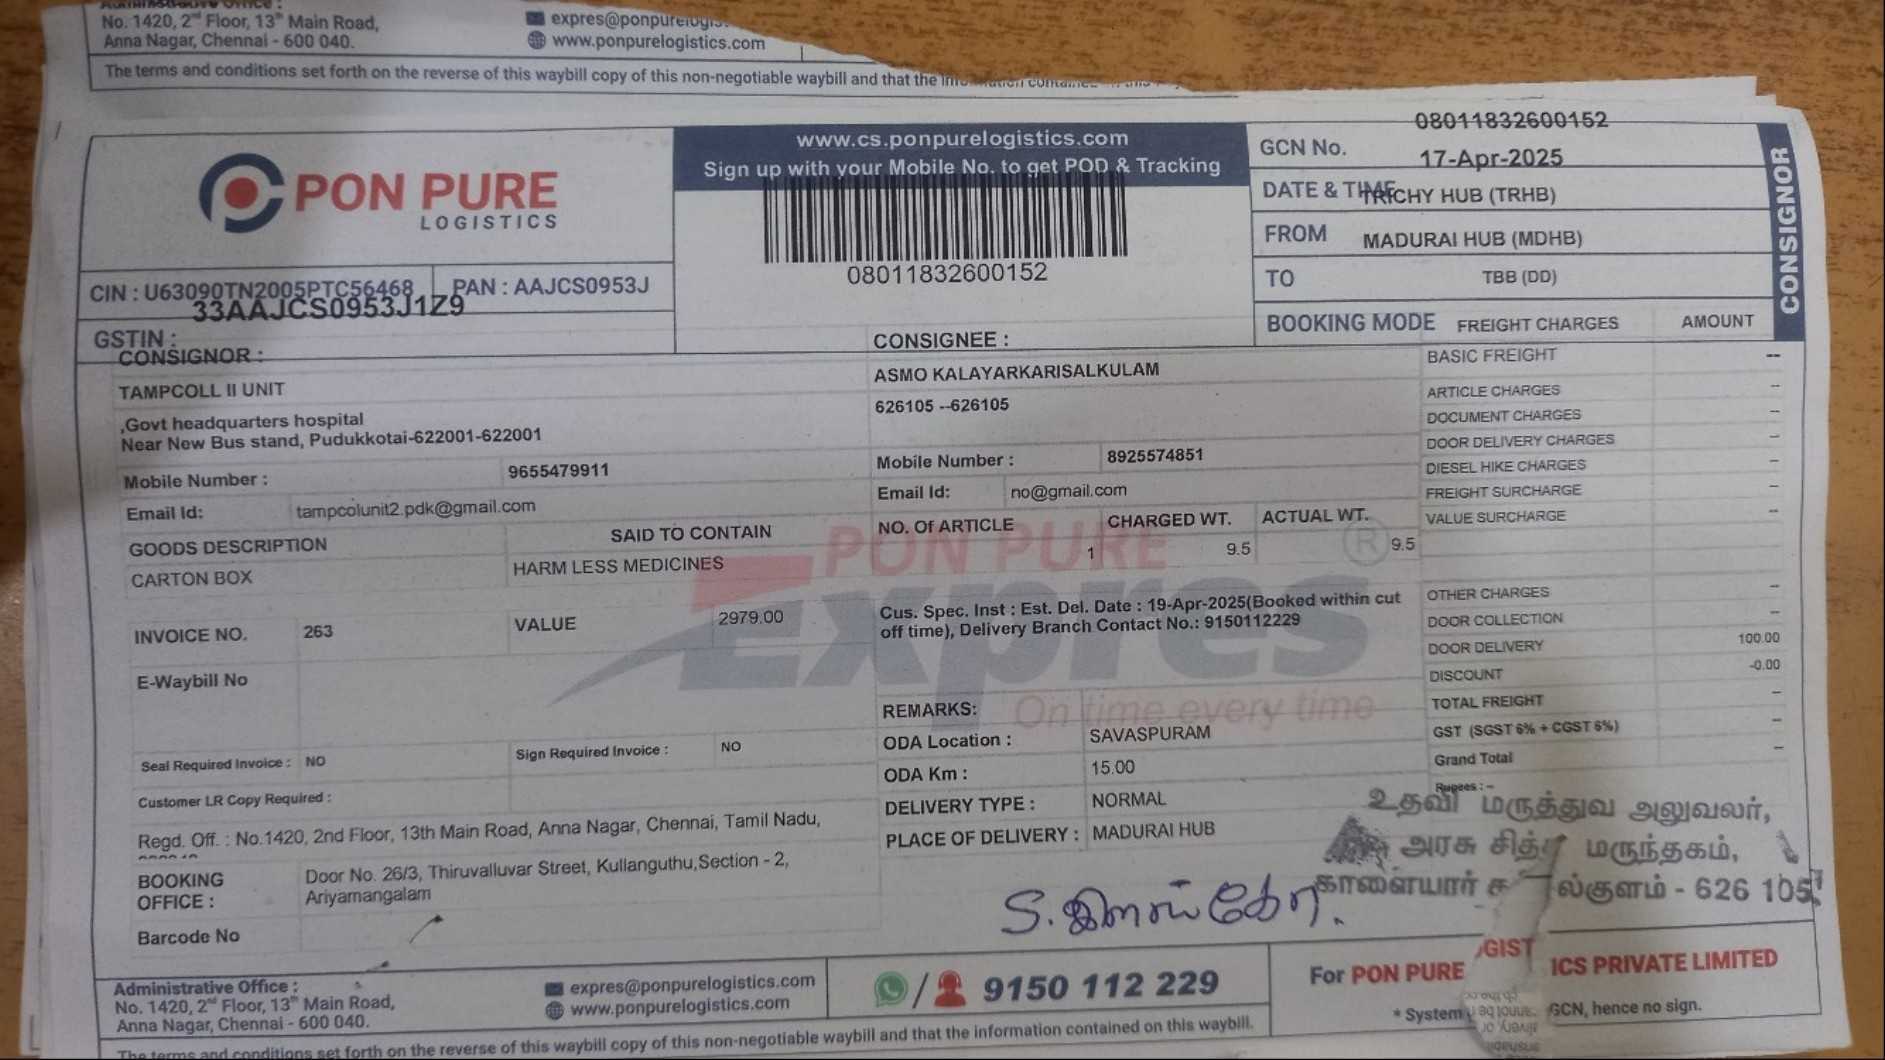 No. 1420, 2nd Floor, 13th Main Road,
Anna Nagar, Chennai - 600 040.
www.ponpurelogistics.com
The terms and conditions set forth on the reverse of this waybill copy of this non-negotiable waybill and that the
PON PURE
LOGISTICS
www.cs.ponpurelogistics.com
Sign up with your Mobile No. to get POD & Tracking
08011832600152
GCN No. 08011832600152
DATE & TIME 17-Apr-2025
TRICHY HUB (TRHB)
FROM MADURAI HUB (MDHB)
TO TBB (DD)
BOOKING MODE
CONSIGNOR
CIN : U63090TN2005PTC56468 PAN : AAJCS0953J
GSTIN : 33AAJCS0953J1Z9
CONSIGNOR :
TAMPCOLL II UNIT
,Govt headquarters hospital
Near New Bus stand, Pudukkotai-622001-622001
Mobile Number : 9655479911
Email Id: tampcolunit2.pdk@gmail.com
CONSIGNEE :
ASMO KALAYARKARISALKULAM
626105 --626105
Mobile Number : 8925574851
Email Id: no@gmail.com
GOODS DESCRIPTION SAID TO CONTAIN
CARTON BOX HARM LESS MEDICINES
NO. Of ARTICLE CHARGED WT. ACTUAL WT.
1 9.5 9.5
INVOICE NO. 263 VALUE 2979.00
E-Waybill No
Cus. Spec. Inst : Est. Del. Date : 19-Apr-2025(Booked within cut
off time), Delivery Branch Contact No.: 9150112229
PON PURE ®
Expres
On time every time
REMARKS:
ODA Location : SAVASPURAM
ODA Km : 15.00
DELIVERY TYPE : NORMAL
PLACE OF DELIVERY : MADURAI HUB
Seal Required Invoice : NO Sign Required Invoice : NO
Customer LR Copy Required :
Regd. Off. : No.1420, 2nd Floor, 13th Main Road, Anna Nagar, Chennai, Tamil Nadu,
BOOKING OFFICE : Door No. 26/3, Thiruvalluvar Street, Kullanguthu,Section - 2,
Ariyamangalam
Barcode No
FREIGHT CHARGES AMOUNT
BASIC FREIGHT --
ARTICLE CHARGES --
DOCUMENT CHARGES --
DOOR DELIVERY CHARGES --
DIESEL HIKE CHARGES --
FREIGHT SURCHARGE --
VALUE SURCHARGE --
OTHER CHARGES --
DOOR COLLECTION --
DOOR DELIVERY 100.00
DISCOUNT -0.00
TOTAL FREIGHT --
GST (SGST 6% + CGST 6%) --
Grand Total --
Rupees : --
உதவி மருத்துவ அலுவலர்,
அரசு சித்த மருந்தகம்,
காளையார் ல்குளம் - 626 105
Administrative Office :
No. 1420, 2nd Floor, 13th Main Road,
Anna Nagar, Chennai - 600 040.
expres@ponpurelogistics.com
www.ponpurelogistics.com
/ 9150 112 229
For PON PURE GISTICS PRIVATE LIMITED
* System GCN, hence no sign.
The terms and conditions set forth on the reverse of this waybill copy of this non-negotiable waybill and that the information contained on this waybill.